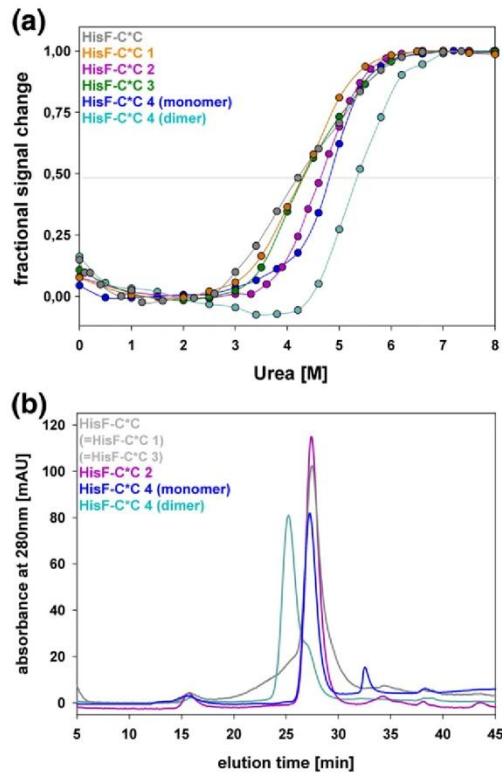 (a)
HisF-C*C
HisF-C*C 1
HisF-C*C 2
HisF-C*C 3
HisF-C*C 4 (monomer)
HisF-C*C 4 (dimer)
fractional signal change
1,00
0,75
0,50
0,25
0,00
0 1 2 3 4 5 6 7 8
Urea [M]
(b)
HisF-C*C
(=HisF-C*C 1)
(=HisF-C*C 3)
HisF-C*C 2
HisF-C*C 4 (monomer)
HisF-C*C 4 (dimer)
absorbance at 280nm [mAU]
120
100
80
60
40
20
0
5 10 15 20 25 30 35 40 45
elution time [min]